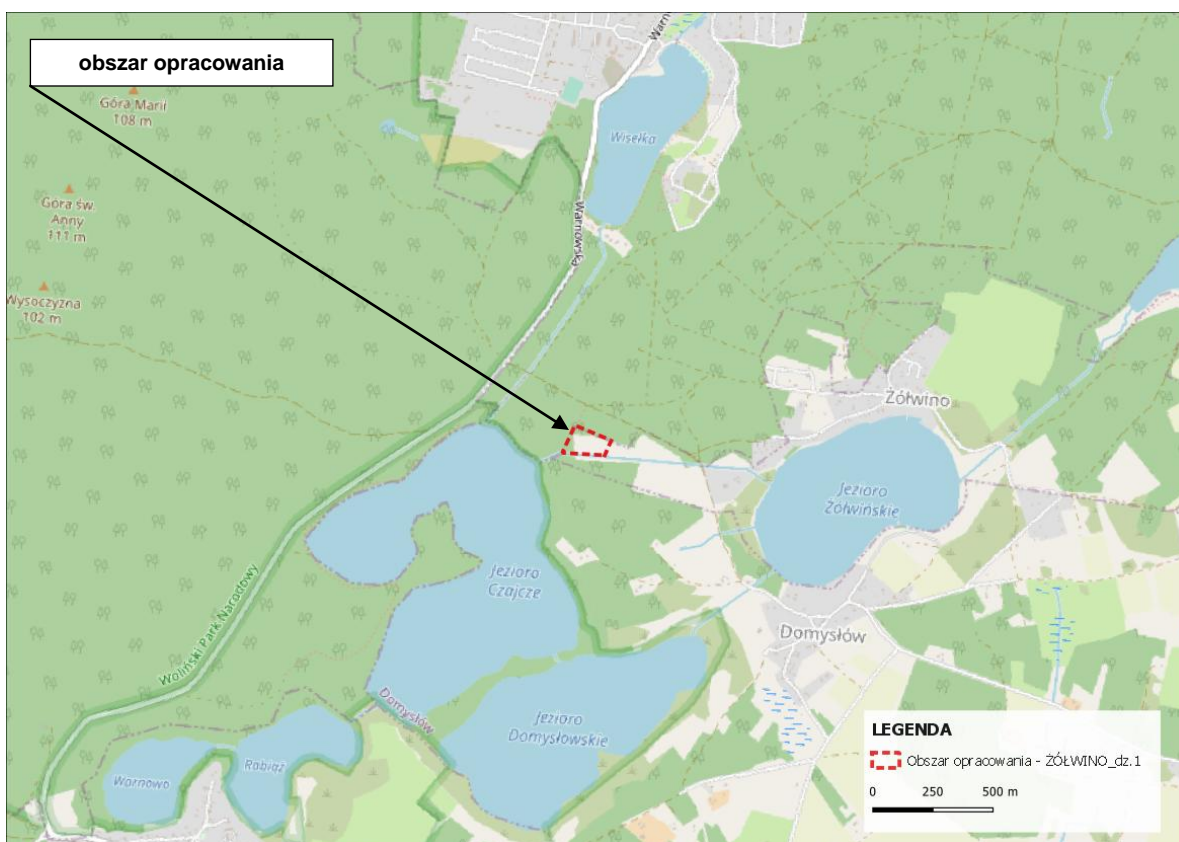 obszar opracowania
Warno
Góra Marii
108 m
Wisełka
Góra św.
Anny
111 m
Warnowska
Wysoczyzna
102 m
Żółwino
Jezioro
Żółwińskie
Jezioro
Czajcze
Woliński Park Narodowy
Domysłów
Domysłów
Jezioro
Domysłowskie
Rabiąż
Warnowo
LEGENDA
Obszar opracowania - ŻÓŁWINO_dz.1
0 250 500 m